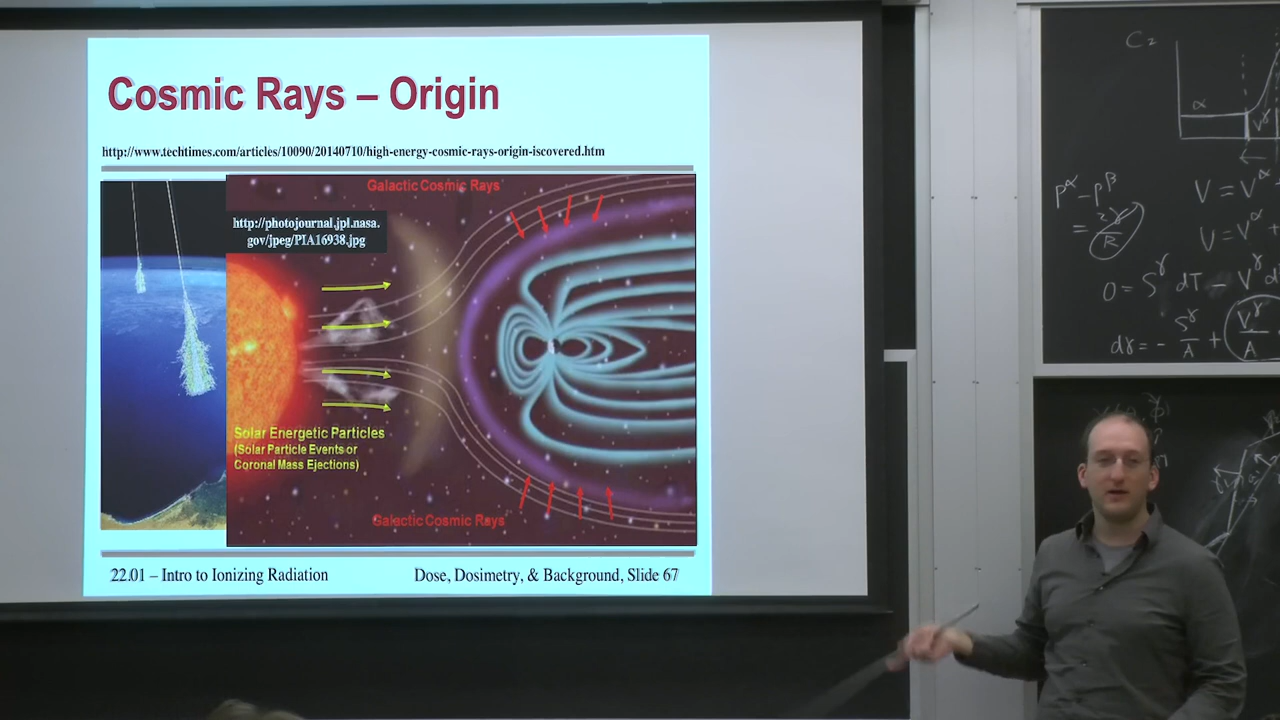 Cosmic Rays – Origin
http://www.techtimes.com/articles/10090/20140710/high-energy-cosmic-rays-origin-iscovered.htm
Galactic Cosmic Rays
http://photojournal.jpl.nasa.
gov/jpeg/PIA16938.jpg
Solar Energetic Particles
(Solar Particle Events or
Coronal Mass Ejections)
Galactic Cosmic Rays
22.01 – Intro to Ionizing Radiation
Dose, Dosimetry, & Background, Slide 67
C₂
α
V^γ
P^α - P^β
= 2γ/R
V = V^α
V = V^α +
0 = S^γ dT - V^γ d
dγ = - S^γ/A + V^γ/A